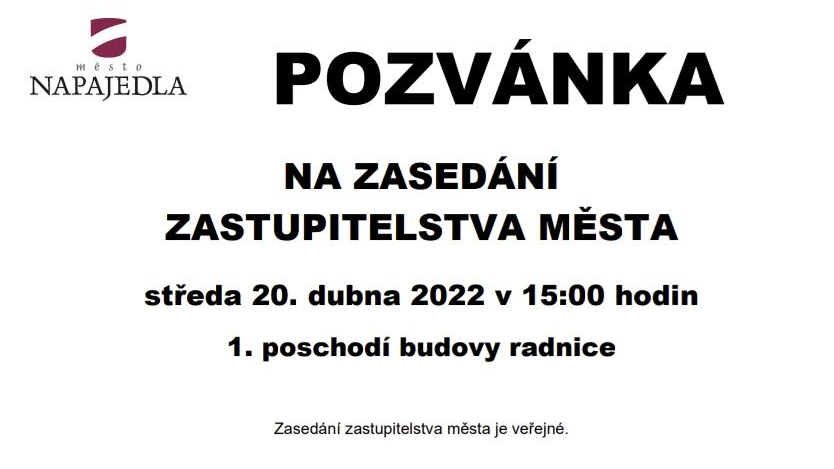 město
NAPAJEDLA
POZVÁNKA
NA ZASEDÁNÍ
ZASTUPITELSTVA MĚSTA
středa 20. dubna 2022 v 15:00 hodin
1. poschodí budovy radnice
Zasedání zastupitelstva města je veřejné.